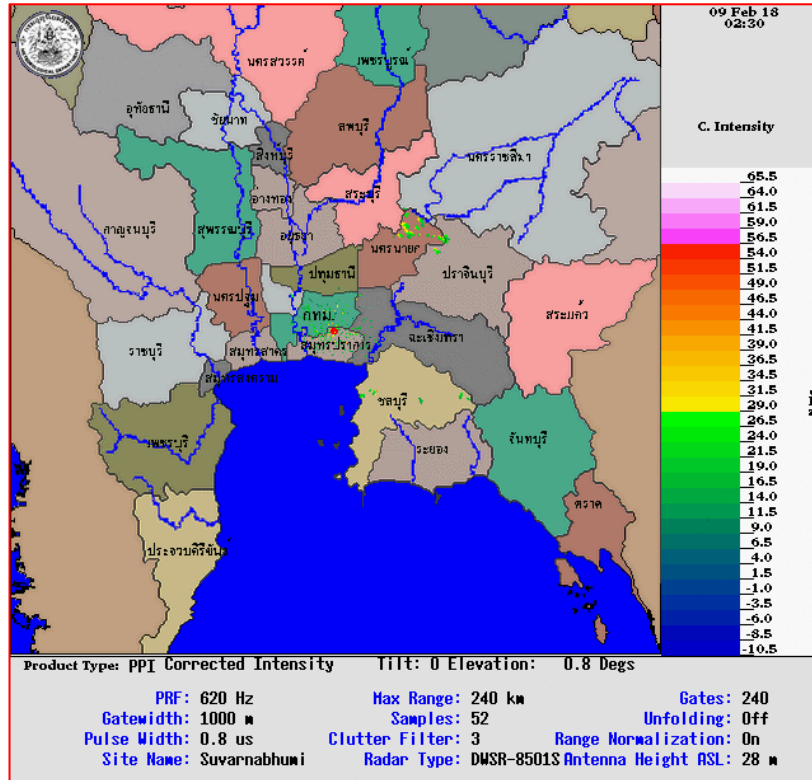 09 Feb 18
02:30
C. Intensity
นครสวรรค์
เพชรบูรณ์
อุทัยธานี
ชัยนาท
ลพบุรี
สิงห์บุรี
นครราชสีมา
สระบุรี
อ่างทอง
กาญจนบุรี
สุพรรณบุรี
อยุธยา
นครนายก
ปราจีนบุรี
ปทุมธานี
นครปฐม
กทม.
สระแก้ว
ฉะเชิงเทรา
ราชบุรี
สมุทรสาคร
สมุทรปราการ
สมุทรสงคราม
ชลบุรี
เพชรบุรี
ระยอง
จันทบุรี
ตราด
ประจวบคีรีขันธ์
65.5
64.0
61.5
59.0
56.5
54.0
51.5
49.0
46.5
44.0
41.5
39.0
36.5
34.5
31.5
29.0
26.5
24.0
21.5
19.0
16.5
14.0
11.5
9.0
6.5
4.0
1.5
-1.0
-3.5
-6.0
-8.5
-10.5
Product Type: PPI Corrected Intensity Tilt: 0 Elevation: 0.8 Degs
PRF: 620 Hz Max Range: 240 km Gates: 240
Gatewidth: 1000 m Samples: 52 Unfolding: Off
Pulse Width: 0.8 us Clutter Filter: 3 Range Normalization: On
Site Name: Suvarnabhumi Radar Type: DWSR-8501S Antenna Height ASL: 28 m